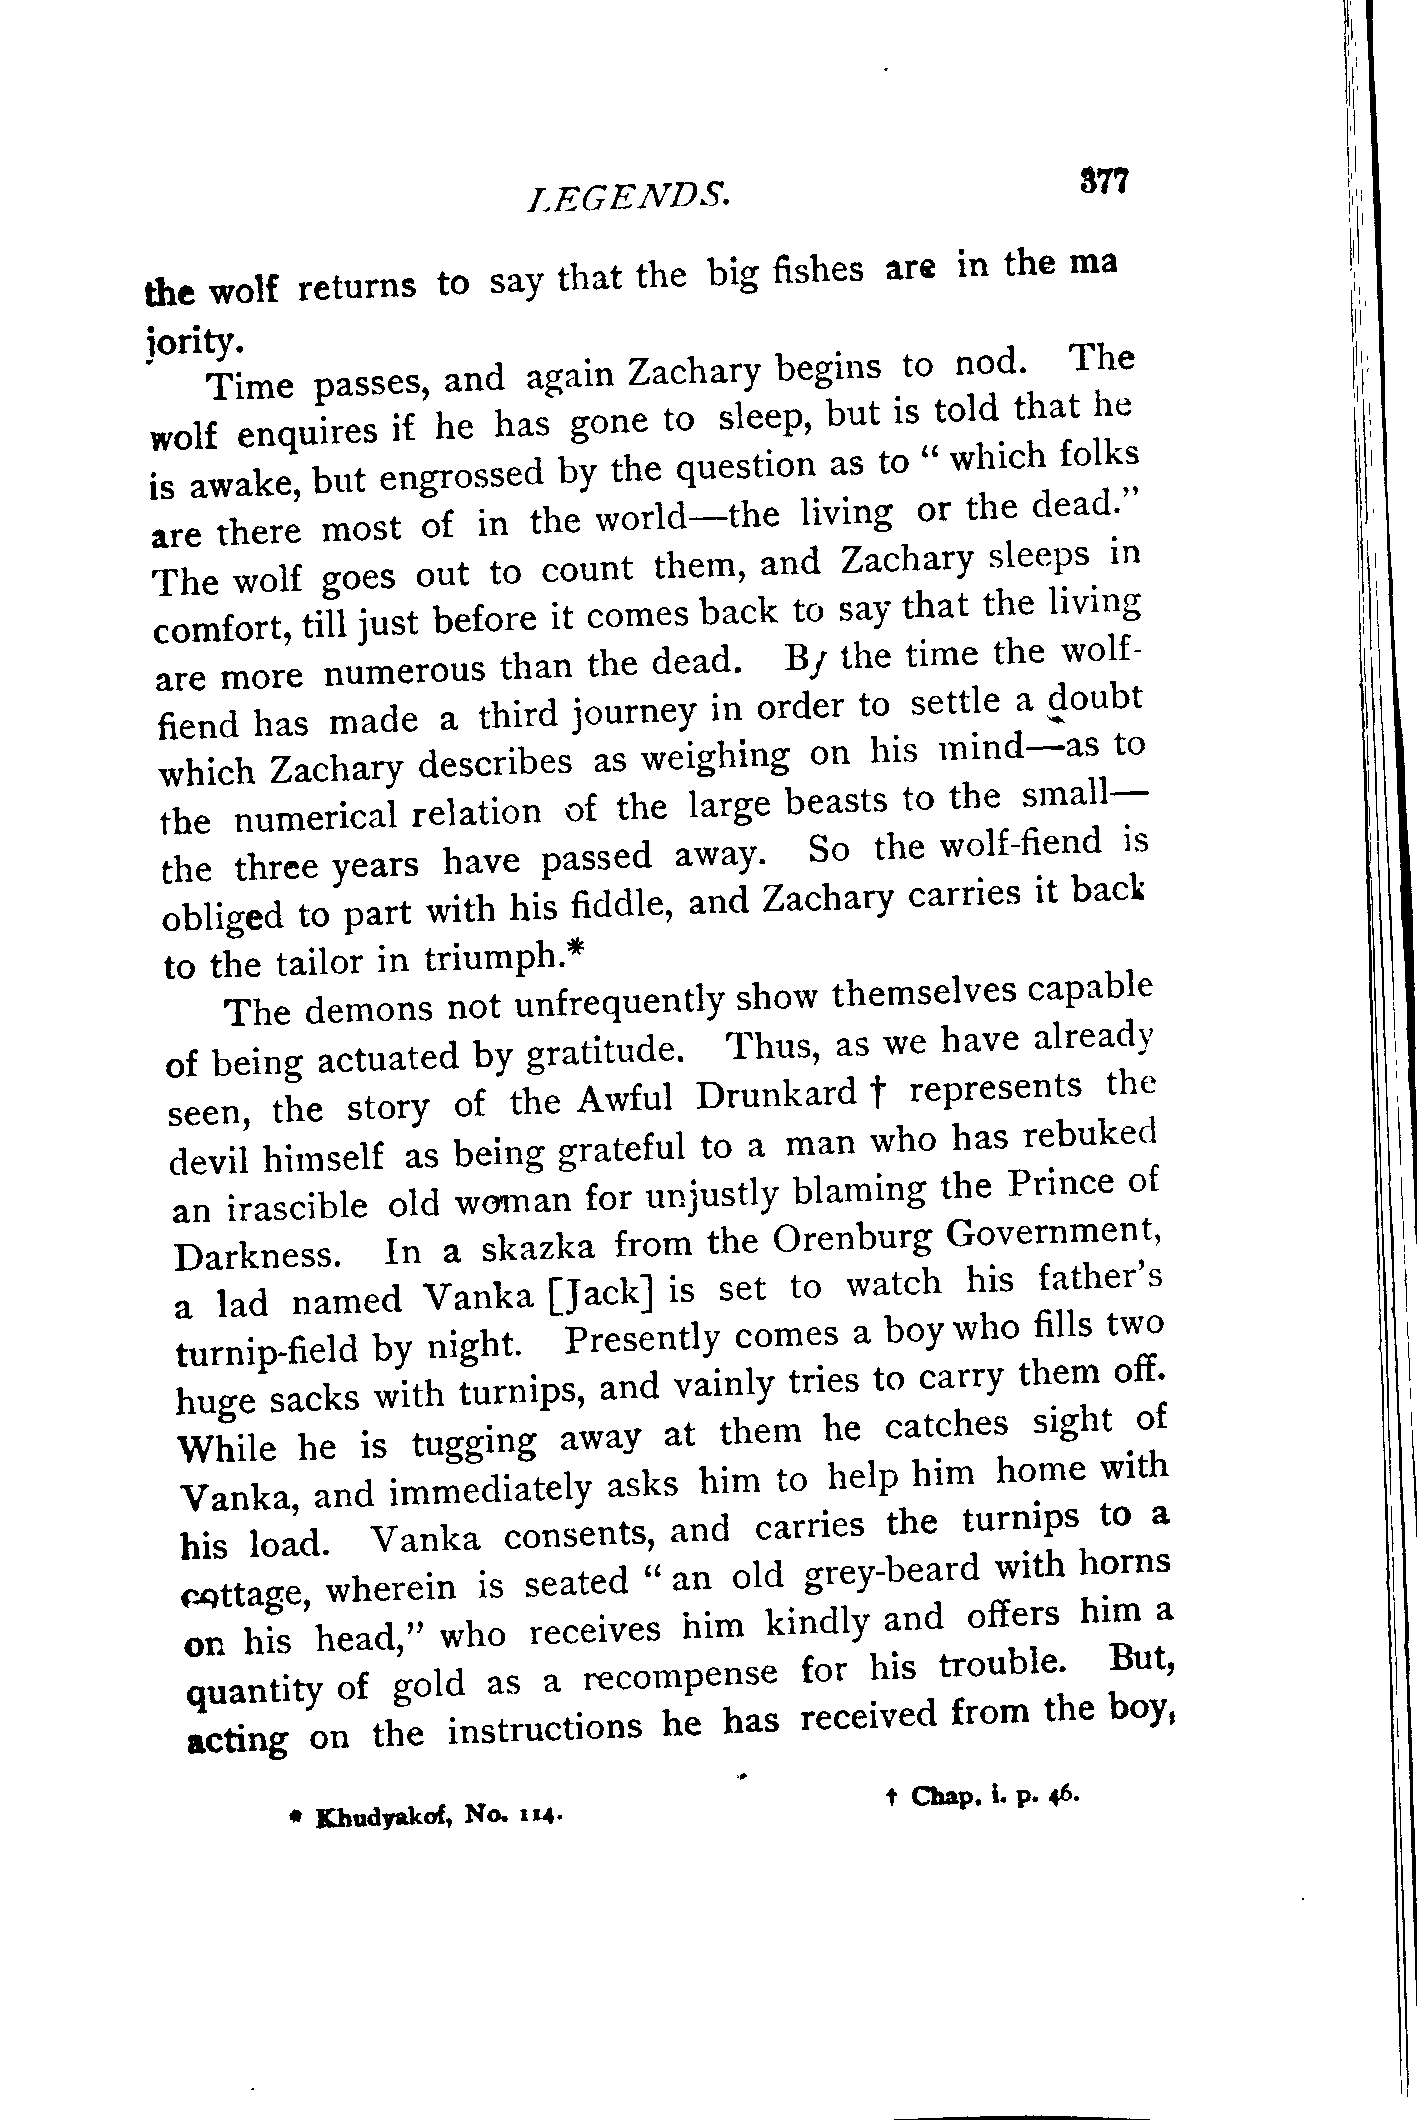 LEGENDS. 377
the wolf returns to say that the big fishes are in the ma
jority.
Time passes, and again Zachary begins to nod. The
wolf enquires if he has gone to sleep, but is told that he
is awake, but engrossed by the question as to “ which folks
are there most of in the world—the living or the dead.”
The wolf goes out to count them, and Zachary sleeps in
comfort, till just before it comes back to say that the living
are more numerous than the dead. By the time the wolf-
fiend has made a third journey in order to settle a doubt
which Zachary describes as weighing on his mind—as to
the numerical relation of the large beasts to the small—
the three years have passed away. So the wolf-fiend is
obliged to part with his fiddle, and Zachary carries it back
to the tailor in triumph.*
The demons not unfrequently show themselves capable
of being actuated by gratitude. Thus, as we have already
seen, the story of the Awful Drunkard † represents the
devil himself as being grateful to a man who has rebuked
an irascible old woman for unjustly blaming the Prince of
Darkness. In a skazka from the Orenburg Government,
a lad named Vanka [Jack] is set to watch his father’s
turnip-field by night. Presently comes a boy who fills two
huge sacks with turnips, and vainly tries to carry them off.
While he is tugging away at them he catches sight of
Vanka, and immediately asks him to help him home with
his load. Vanka consents, and carries the turnips to a
cottage, wherein is seated “ an old grey-beard with horns
on his head,” who receives him kindly and offers him a
quantity of gold as a recompense for his trouble. But,
acting on the instructions he has received from the boy,
* Khudyakof, No. 114. † Chap. i. p. 46.